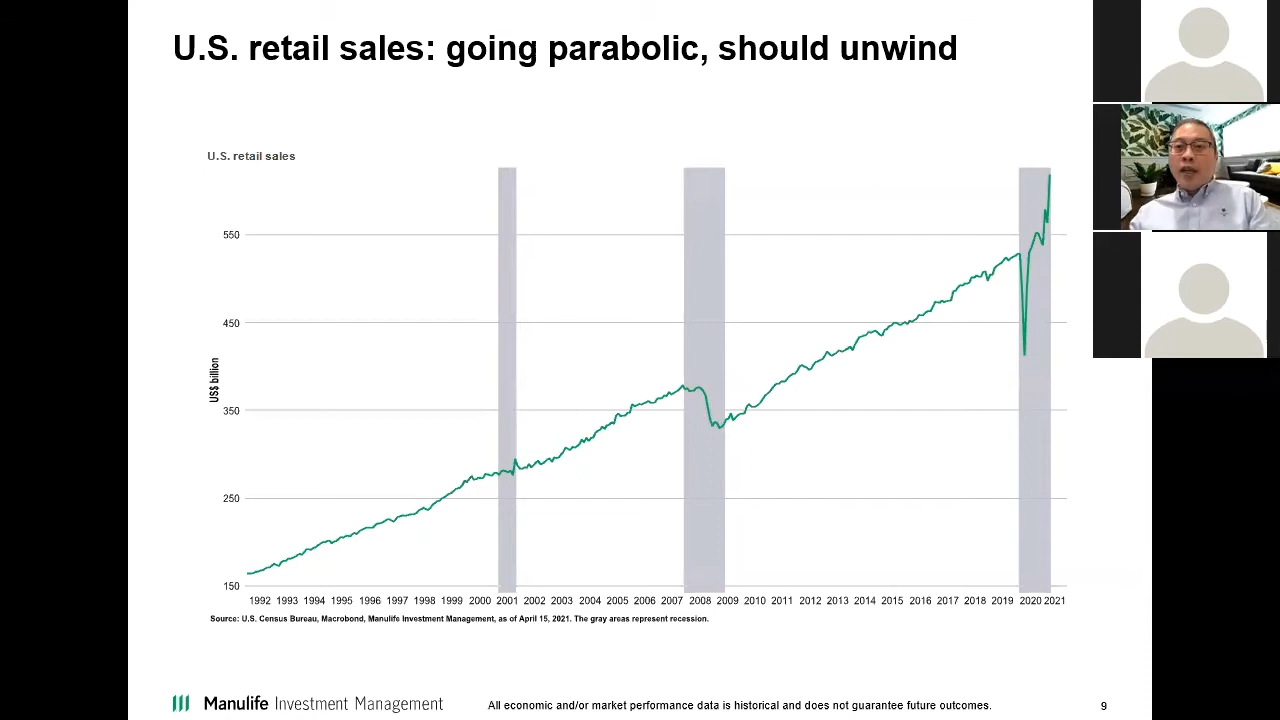 U.S. retail sales: going parabolic, should unwind
U.S. retail sales
550
450
350
250
150
US$ billion
1992 1993 1994 1995 1996 1997 1998 1999 2000 2001 2002 2003 2004 2005 2006 2007 2008 2009 2010 2011 2012 2013 2014 2015 2016 2017 2018 2019 2020 2021
Source: U.S. Census Bureau, Macrobond, Manulife Investment Management, as of April 15, 2021. The gray areas represent recession.
Manulife Investment Management
All economic and/or market performance data is historical and does not guarantee future outcomes.
9